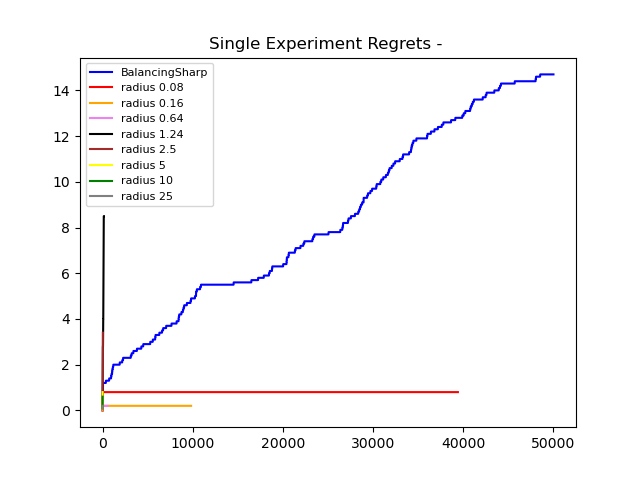 Single Experiment Regrets -
BalancingSharp
radius 0.08
radius 0.16
radius 0.64
radius 1.24
radius 2.5
radius 5
radius 10
radius 25
14
12
10
8
6
4
2
0
0 10000 20000 30000 40000 50000